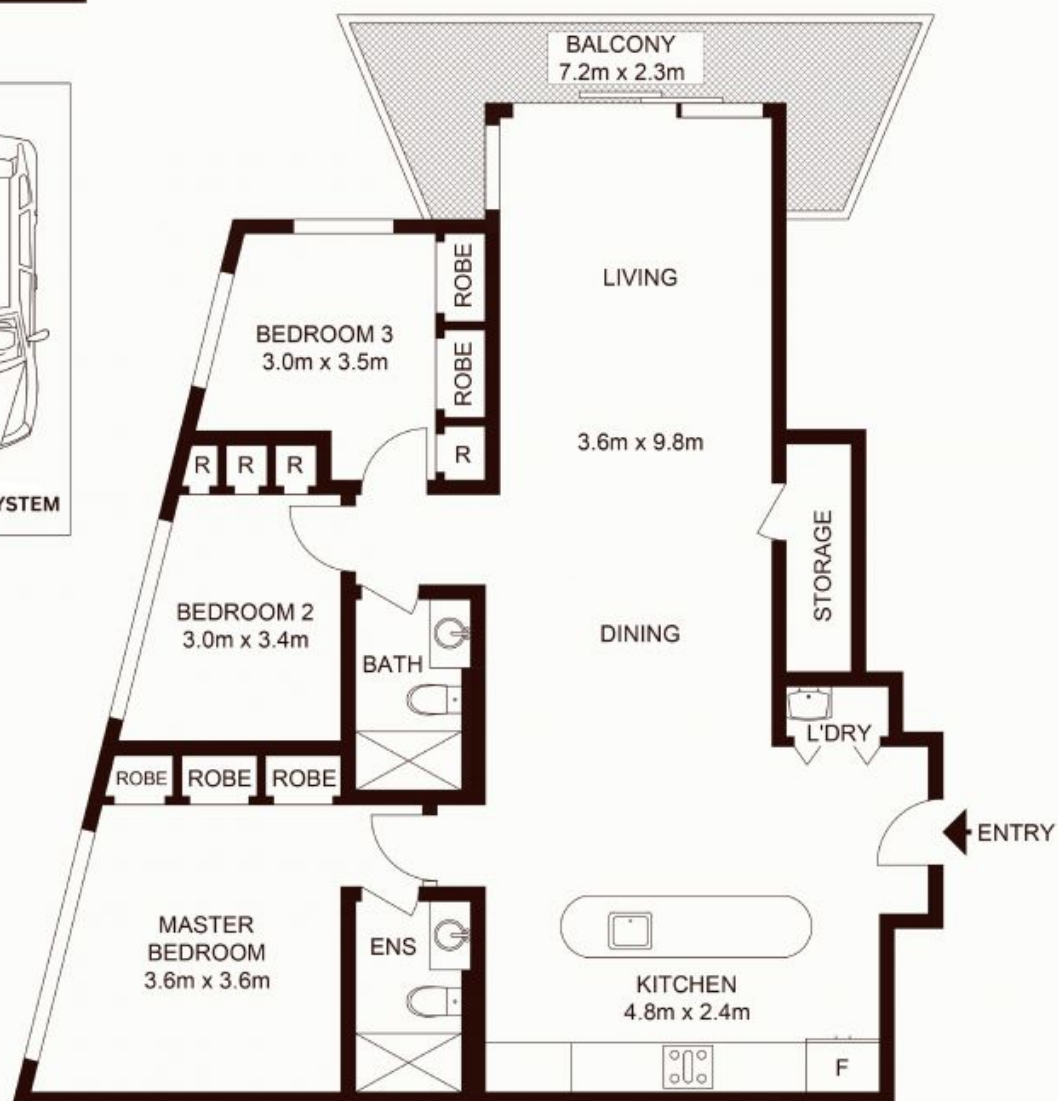 BALCONY
7.2m x 2.3m
LIVING
ROBE
BEDROOM 3
3.0m x 3.5m
ROBE
3.6m x 9.8m
R
R
R
R
YSTEM
STORAGE
BEDROOM 2
3.0m x 3.4m
DINING
BATH
L'DRY
ROBE
ROBE
ROBE
ENTRY
MASTER
BEDROOM
3.6m x 3.6m
ENS
KITCHEN
4.8m x 2.4m
F